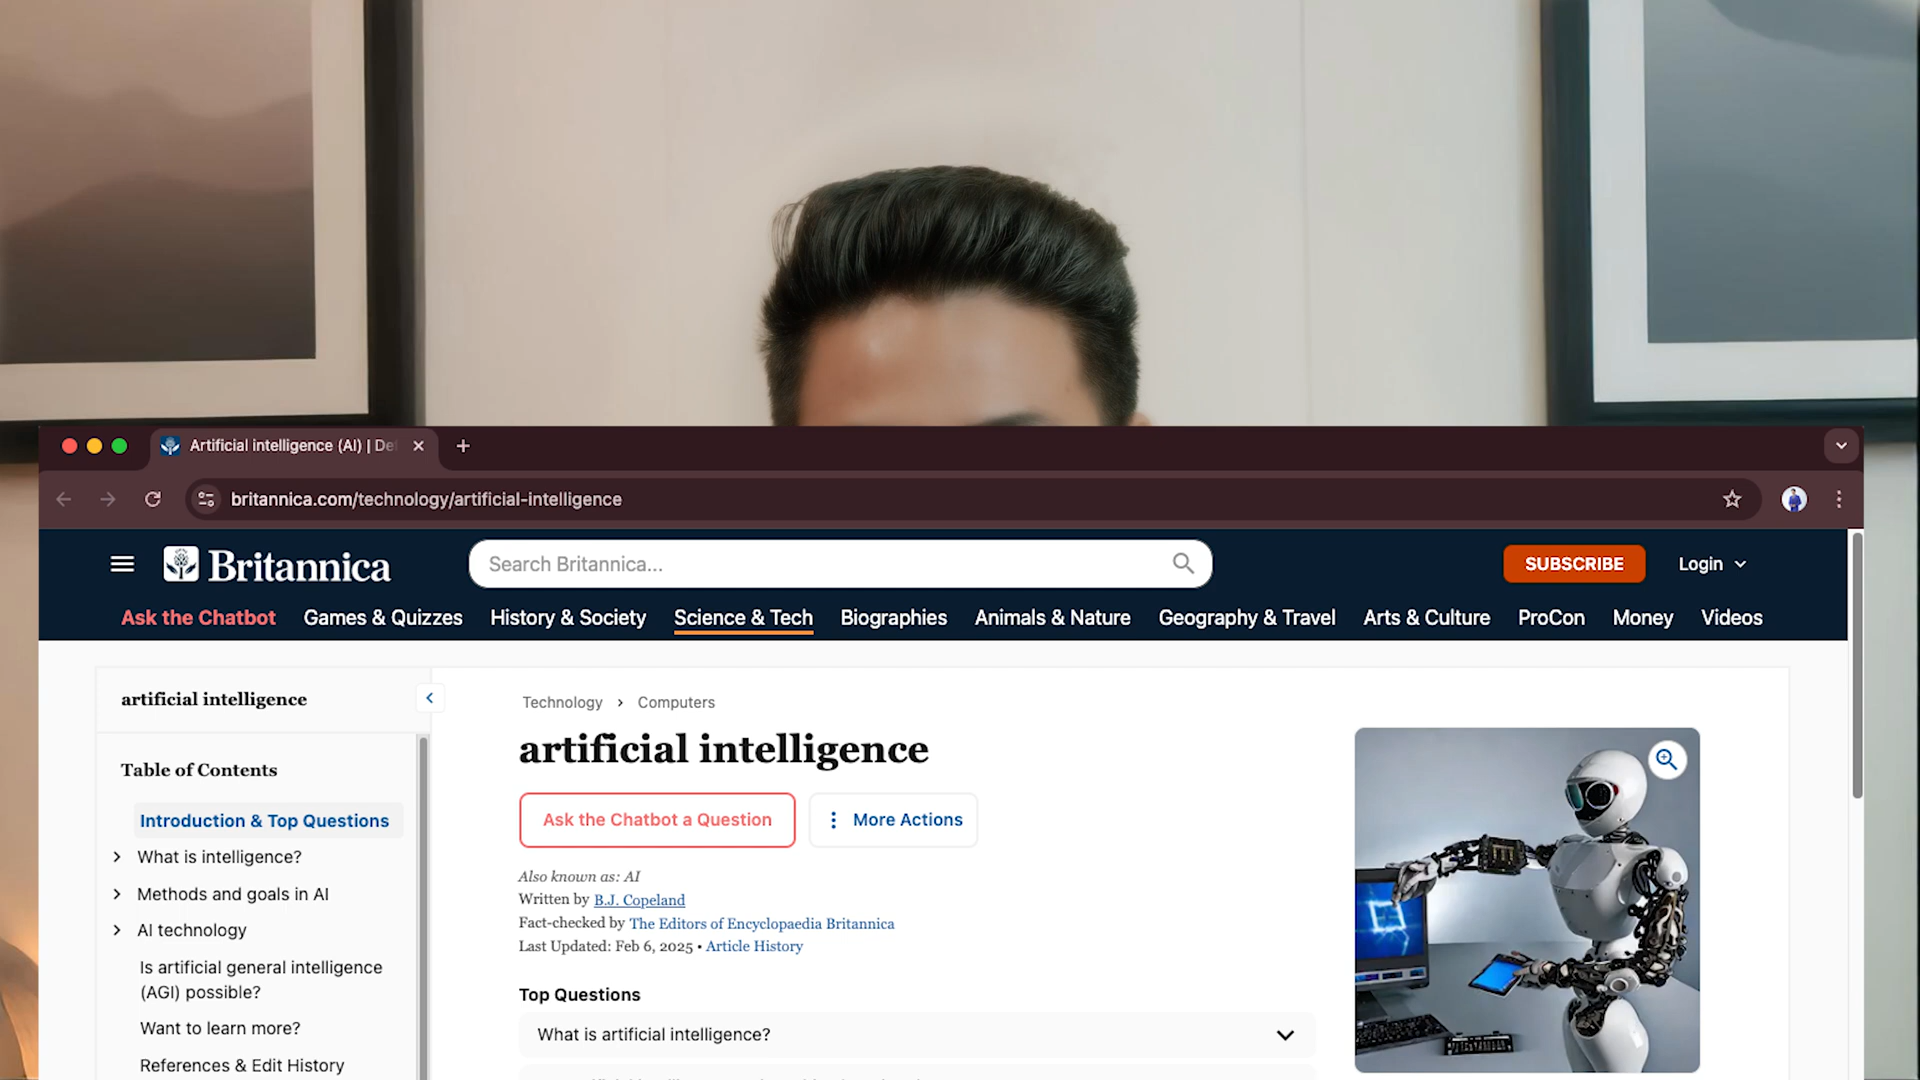 Artificial intelligence (AI) | De
britannica.com/technology/artificial-intelligence
Britannica
Search Britannica...
SUBSCRIBE
Login
Ask the Chatbot
Games & Quizzes
History & Society
Science & Tech
Biographies
Animals & Nature
Geography & Travel
Arts & Culture
ProCon
Money
Videos
artificial intelligence
Table of Contents
Introduction & Top Questions
What is intelligence?
Methods and goals in AI
AI technology
Is artificial general intelligence
(AGI) possible?
Want to learn more?
References & Edit History
Technology > Computers
artificial intelligence
Ask the Chatbot a Question
More Actions
Also known as: AI
Written by B.J. Copeland
Fact-checked by The Editors of Encyclopaedia Britannica
Last Updated: Feb 6, 2025 • Article History
Top Questions
What is artificial intelligence?